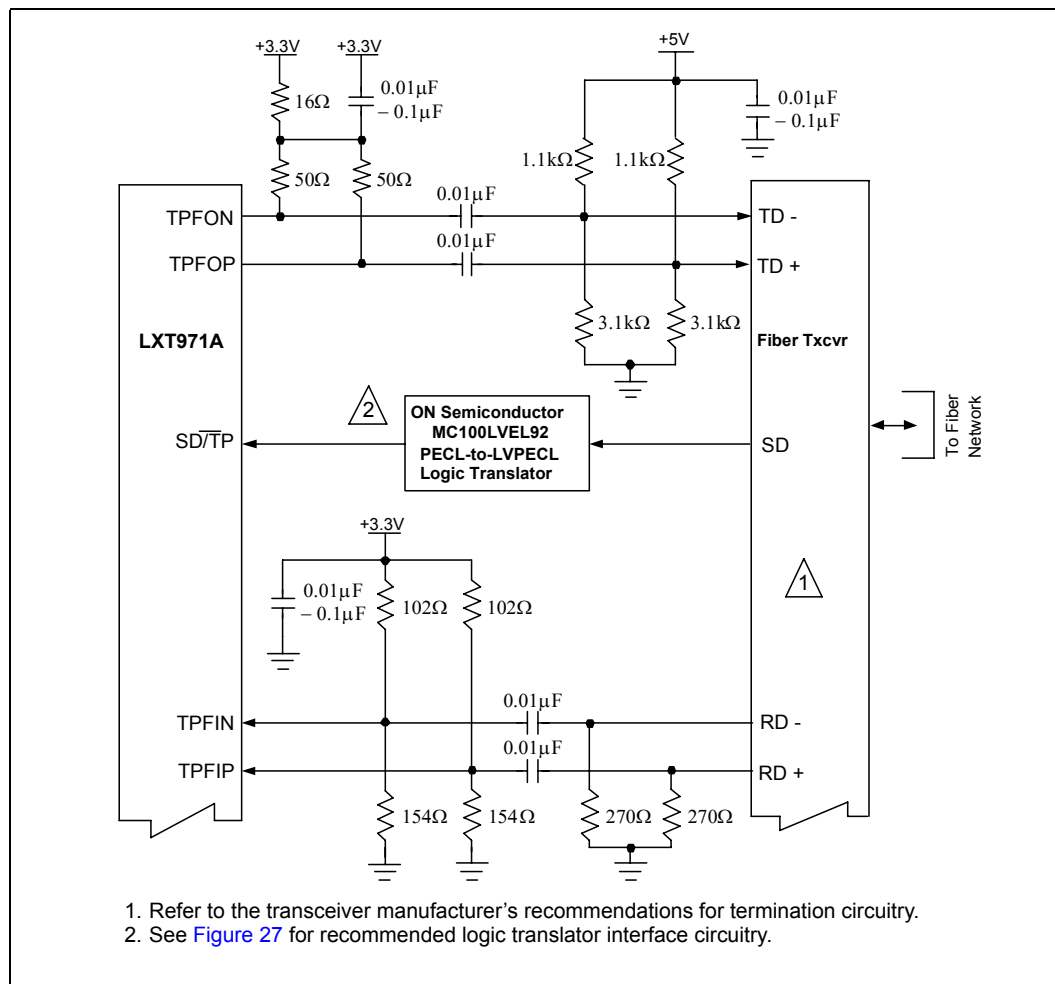 +3.3V +3.3V +5V
16Ω
0.01µF
– 0.1µF
0.01µF
– 0.1µF
1.1kΩ 1.1kΩ
50Ω 50Ω
0.01µF
TPFON TD -
0.01µF
TPFOP TD +
3.1kΩ 3.1kΩ
LXT971A Fiber Txcvr
2
ON Semiconductor
MC100LVEL92
PECL-to-LVPECL
Logic Translator
SD/TP SD
To Fiber
Network
+3.3V
0.01µF
– 0.1µF
102Ω 102Ω
1
0.01µF
TPFIN RD -
0.01µF
TPFIP RD +
154Ω 154Ω 270Ω 270Ω
1. Refer to the transceiver manufacturer’s recommendations for termination circuitry.
2. See Figure 27 for recommended logic translator interface circuitry.